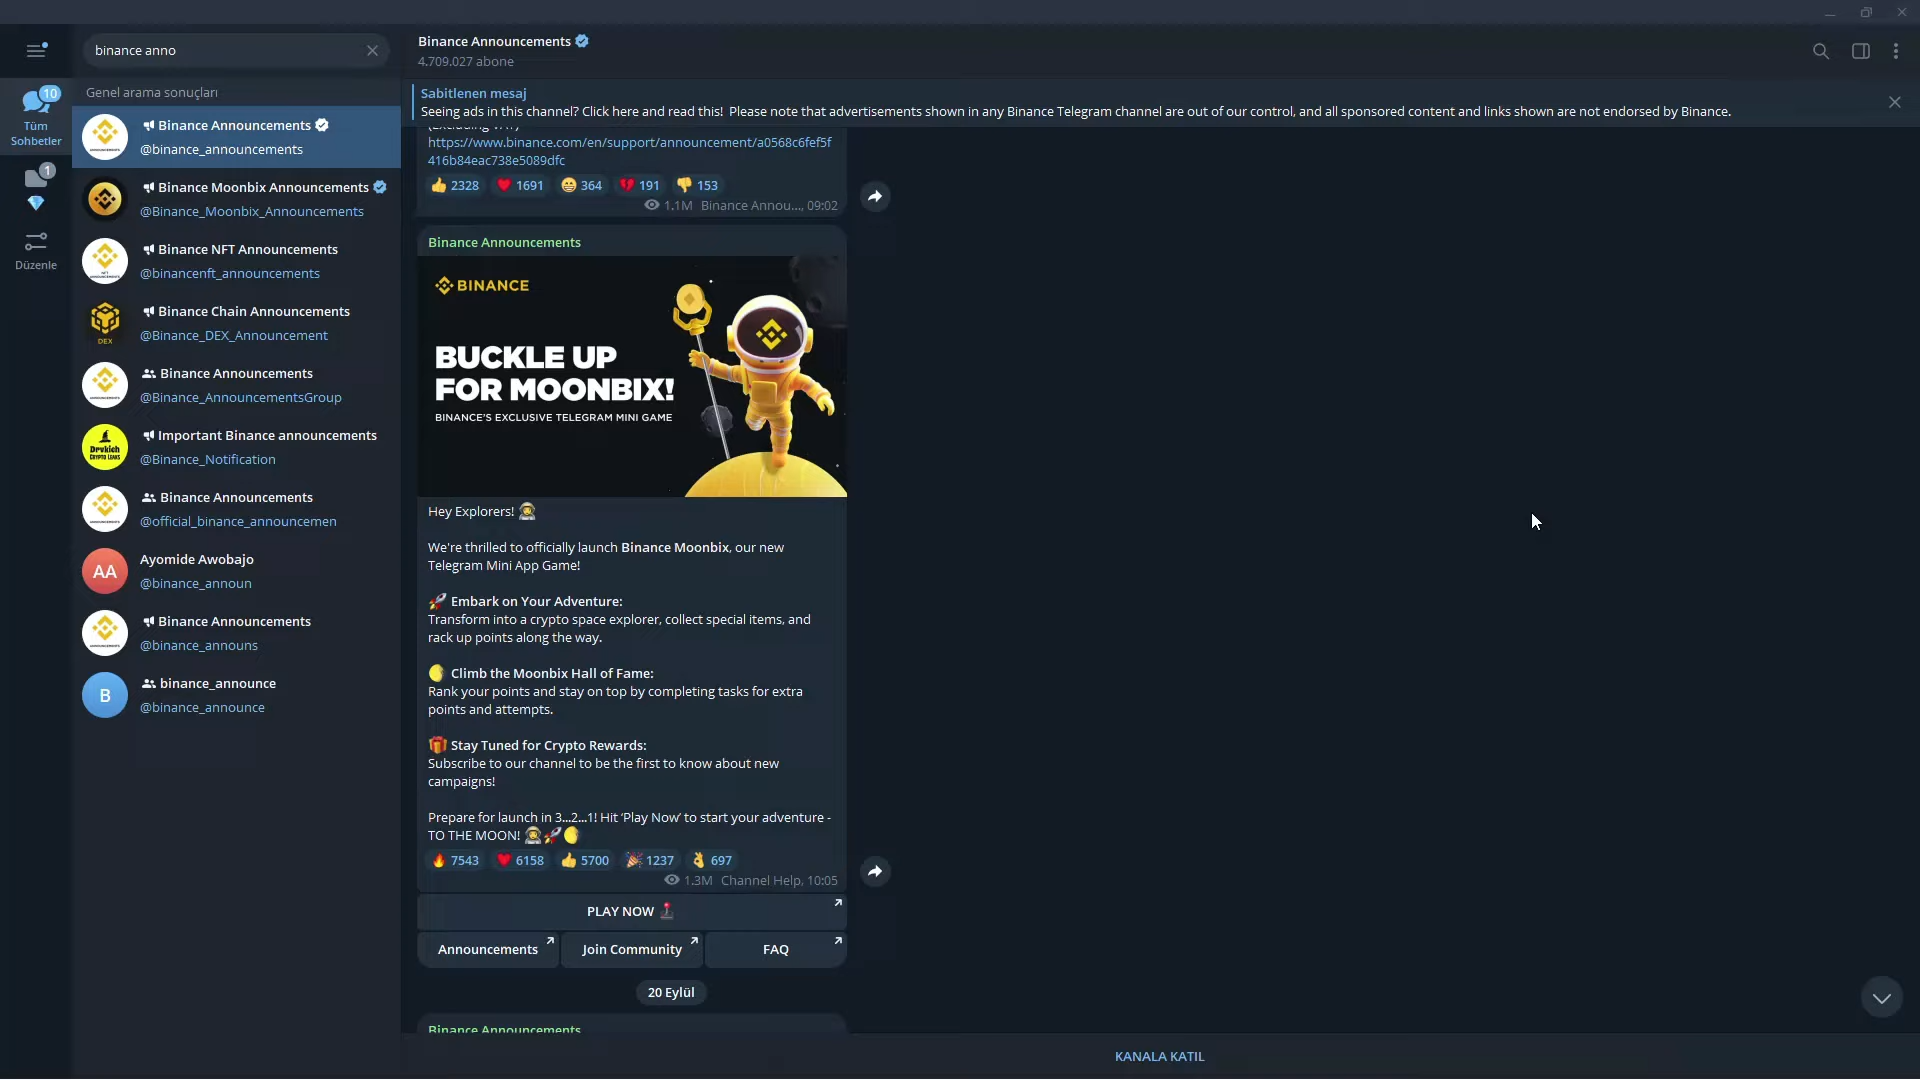 binance anno
Tüm
Sohbetler
10
1
Düzenle
Genel arama sonuçları
Binance Announcements
@binance_announcements
Binance Moonbix Announcements
@Binance_Moonbix_Announcements
Binance NFT Announcements
@binancenft_announcements
Binance Chain Announcements
@Binance_DEX_Announcement
DEX
Binance Announcements
@Binance_AnnouncementsGroup
Important Binance announcements
@Binance_Notification
Binance Announcements
@official_binance_announcemen
AA
Ayomide Awobajo
@binance_announ
Binance Announcements
@binance_announs
B
binance_announce
@binance_announce
Binance Announcements
4.709.027 abone
Sabitlenen mesaj
Seeing ads in this channel? Click here and read this! Please note that advertisements shown in any Binance Telegram channel are out of our control, and all sponsored content and links shown are not endorsed by Binance.
(Excluding VAT)
https://www.binance.com/en/support/announcement/a0568c6fef5f
416b84eac738e5089dfc
2328 1691 364 191 153
1.1M Binance Annou..., 09:02
Binance Announcements
BINANCE
BUCKLE UP
FOR MOONBIX!
BINANCE'S EXCLUSIVE TELEGRAM MINI GAME
Hey Explorers! 👨‍🚀
We're thrilled to officially launch Binance Moonbix, our new
Telegram Mini App Game!
🚀 Embark on Your Adventure:
Transform into a crypto space explorer, collect special items, and
rack up points along the way.
🌖 Climb the Moonbix Hall of Fame:
Rank your points and stay on top by completing tasks for extra
points and attempts.
🎁 Stay Tuned for Crypto Rewards:
Subscribe to our channel to be the first to know about new
campaigns!
Prepare for launch in 3...2...1! Hit ‘Play Now’ to start your adventure -
TO THE MOON! 👨‍🚀🚀🌖
7543 6158 5700 1237 697
1.3M Channel Help, 10:05
PLAY NOW 🕹️
Announcements Join Community FAQ
20 Eylül
Binance Announcements
KANALA KATIL